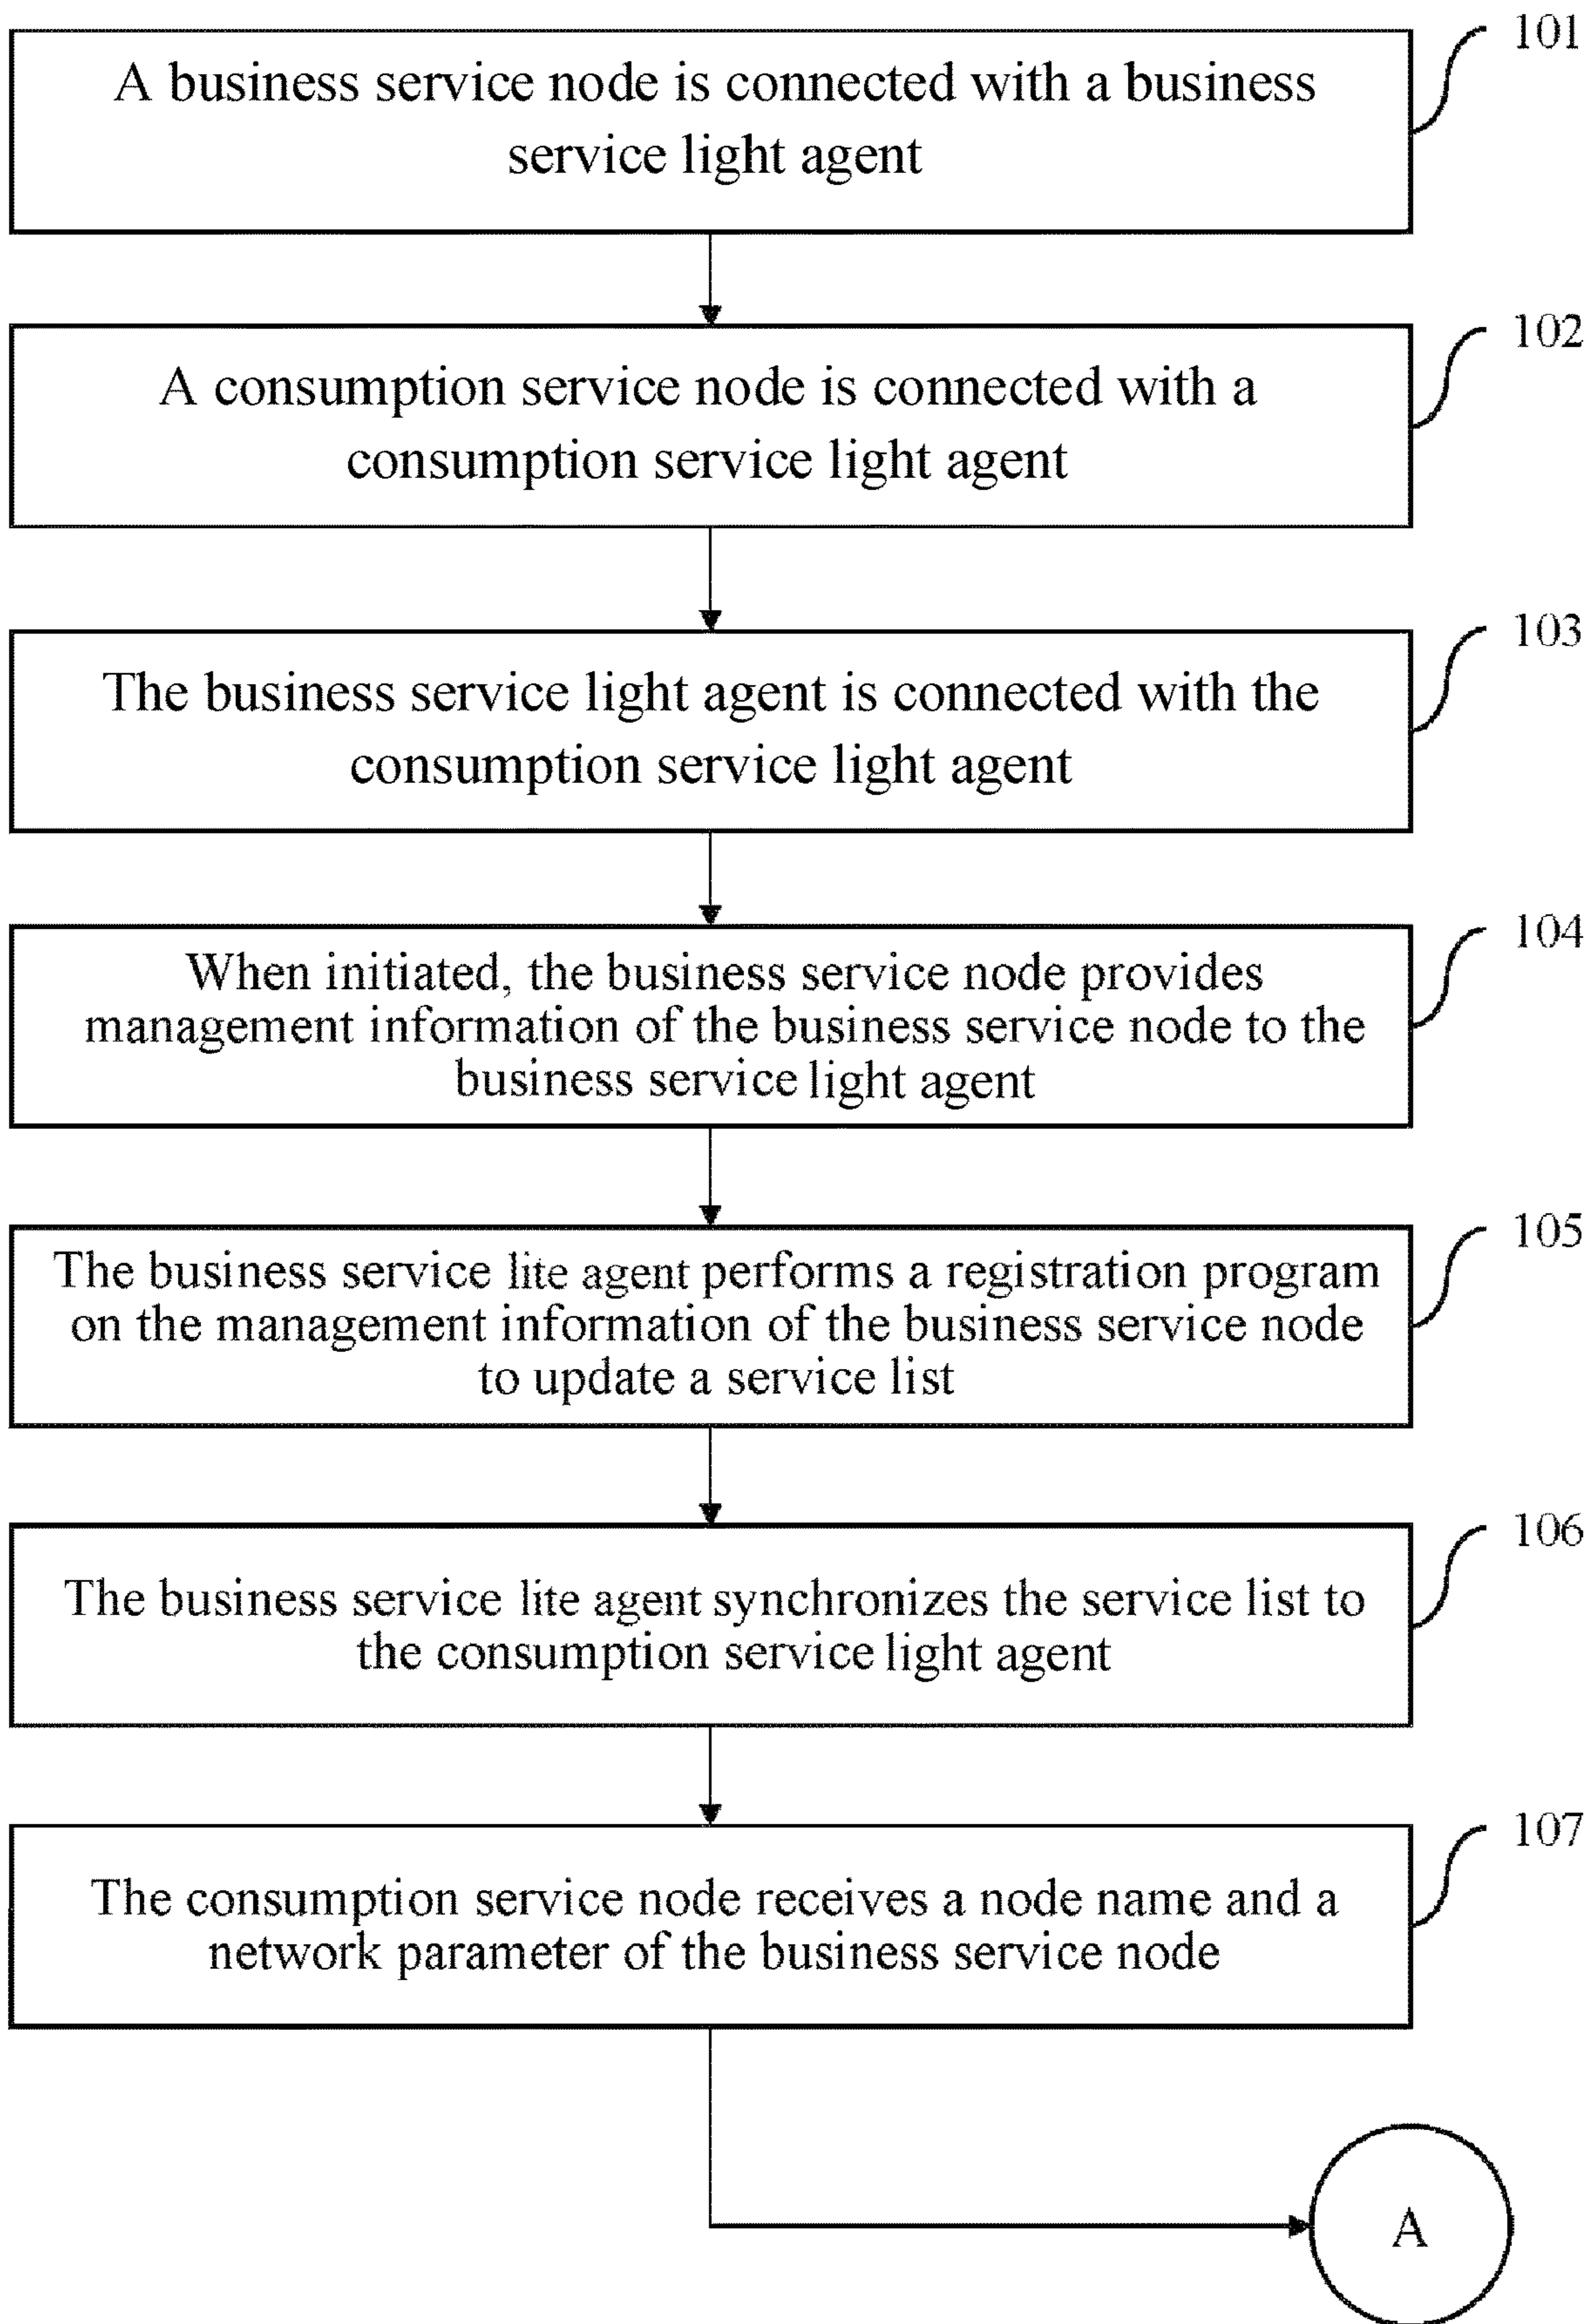 101
A business service node is connected with a business
service light agent
102
A consumption service node is connected with a
consumption service light agent
103
The business service light agent is connected with the
consumption service light agent
104
When initiated, the business service node provides
management information of the business service node to the
business service light agent
105
The business service lite agent performs a registration program
on the management information of the business service node
to update a service list
106
The business service lite agent synchronizes the service list to
the consumption service light agent
107
The consumption service node receives a node name and a
network parameter of the business service node
A